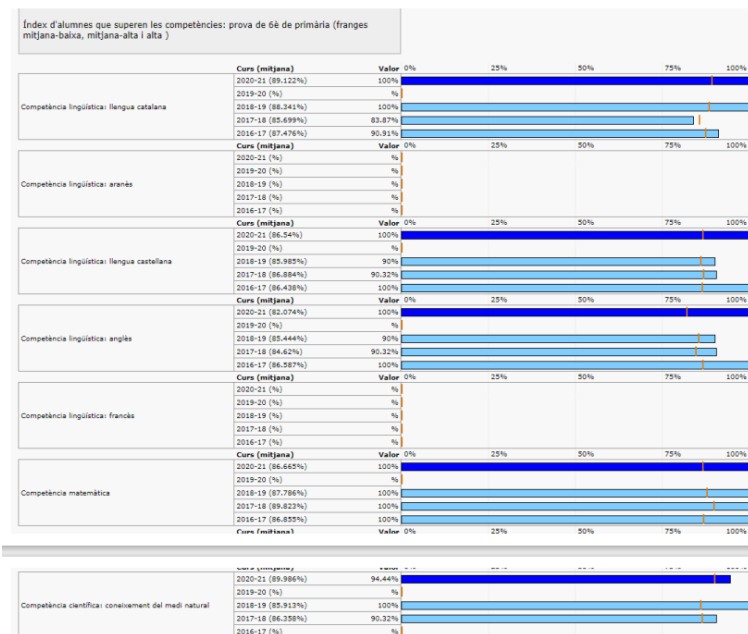 Índex d'alumnes que superen les competències: prova de 6è de primària (franges
mitjana-baixa, mitjana-alta i alta )
Curs (mitjana) Valor 0% 25% 50% 75% 100%
Competència lingüística: llengua catalana
2020-21 (89.122%) 100%
2019-20 (%) %
2018-19 (88.341%) 100%
2017-18 (85.699%) 83.87%
2016-17 (87.476%) 90.91%
Curs (mitjana) Valor 0% 25% 50% 75% 100%
Competència lingüística: aranès
2020-21 (%) %
2019-20 (%) %
2018-19 (%) %
2017-18 (%) %
2016-17 (%) %
Curs (mitjana) Valor 0% 25% 50% 75% 100%
Competència lingüística: llengua castellana
2020-21 (86.54%) 100%
2019-20 (%) %
2018-19 (85.985%) 90%
2017-18 (86.884%) 90.32%
2016-17 (86.438%) 100%
Curs (mitjana) Valor 0% 25% 50% 75% 100%
Competència lingüística: anglès
2020-21 (82.074%) 100%
2019-20 (%) %
2018-19 (85.444%) 90%
2017-18 (84.62%) 90.32%
2016-17 (86.587%) 100%
Curs (mitjana) Valor 0% 25% 50% 75% 100%
Competència lingüística: francès
2020-21 (%) %
2019-20 (%) %
2018-19 (%) %
2017-18 (%) %
2016-17 (%) %
Curs (mitjana) Valor 0% 25% 50% 75% 100%
Competència matemàtica
2020-21 (86.665%) 100%
2019-20 (%) %
2018-19 (87.786%) 100%
2017-18 (89.823%) 100%
2016-17 (86.855%) 100%
Curs (mitjana) Valor 0% 25% 50% 75% 100%
Competència científica: coneixement del medi natural
2020-21 (89.986%) 94.44%
2019-20 (%) %
2018-19 (85.913%) 100%
2017-18 (86.358%) 90.32%
2016-17 (%) %